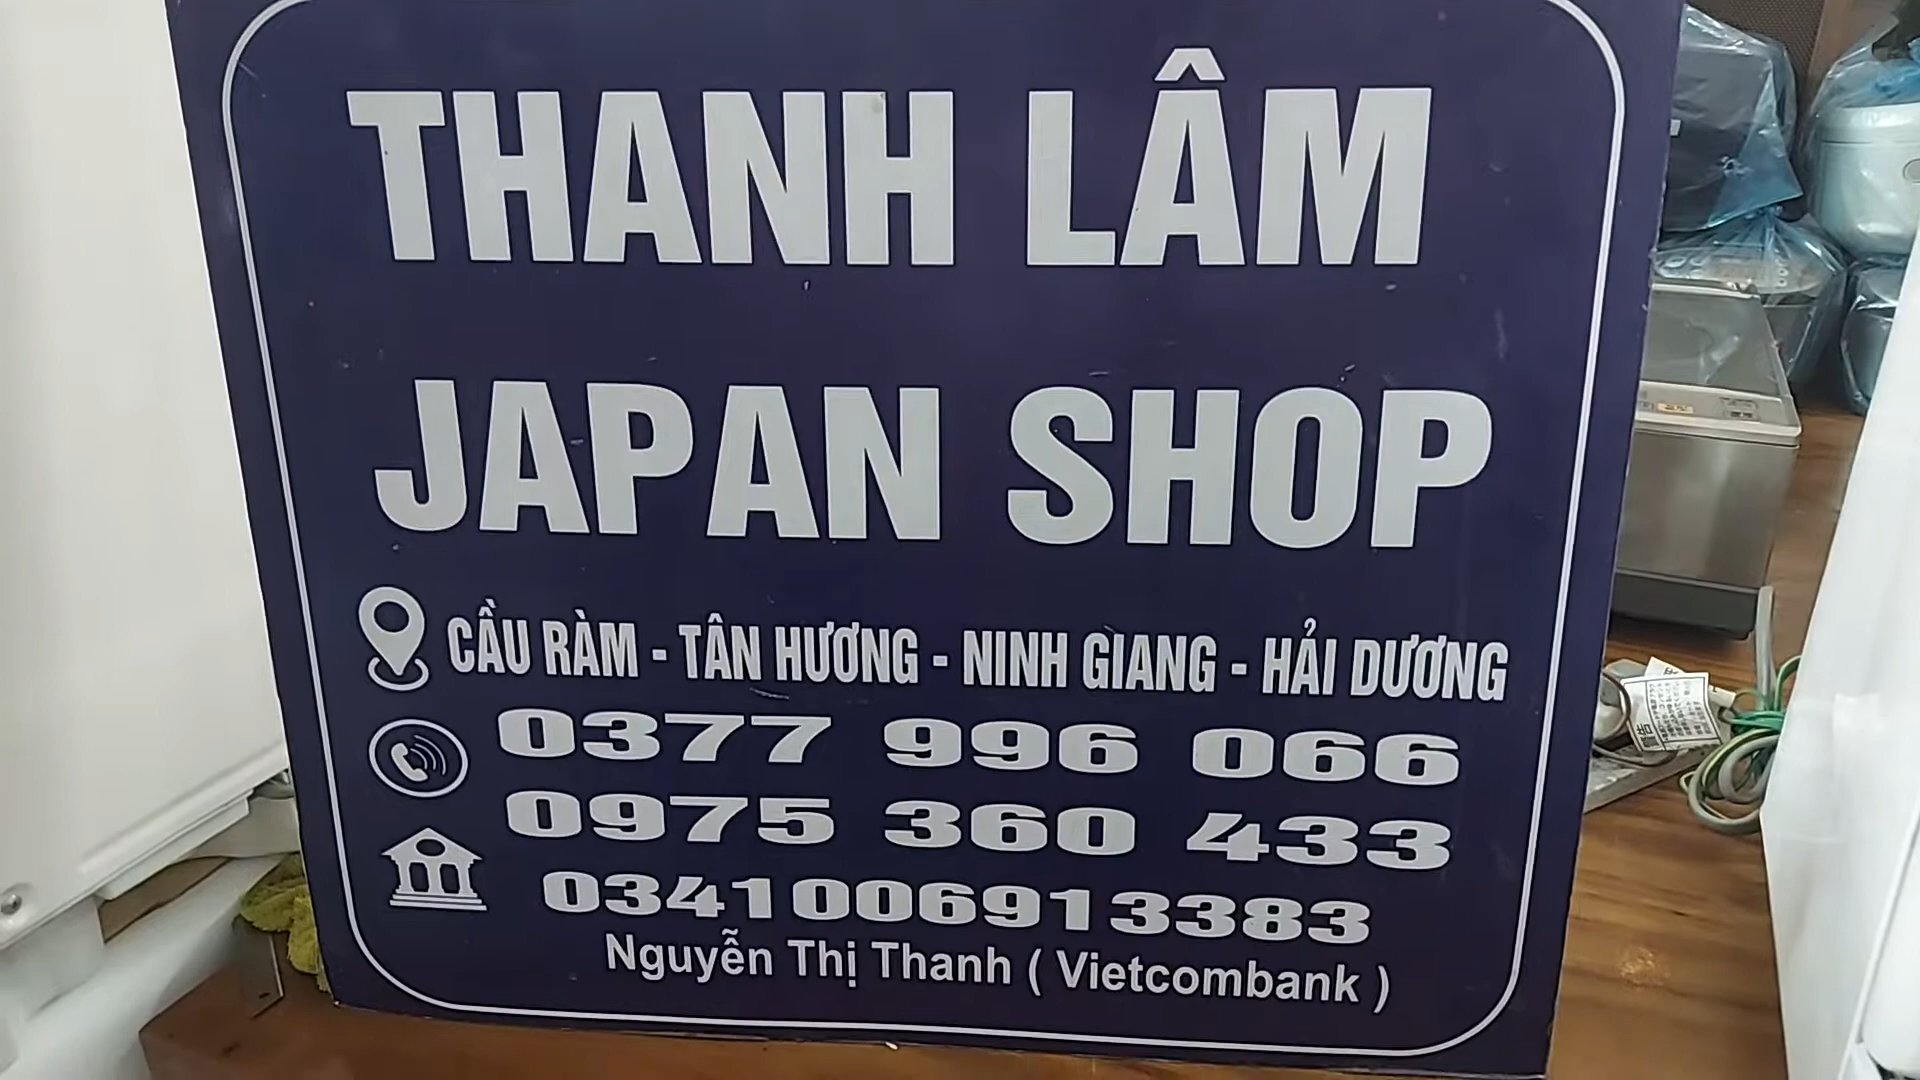 THANH LÂM
JAPAN SHOP
CẦU RÀM - TÂN HƯƠNG - NINH GIANG - HẢI DƯƠNG
0377 996 066
0975 360 433
0341006913383
Nguyễn Thị Thanh ( Vietcombank )